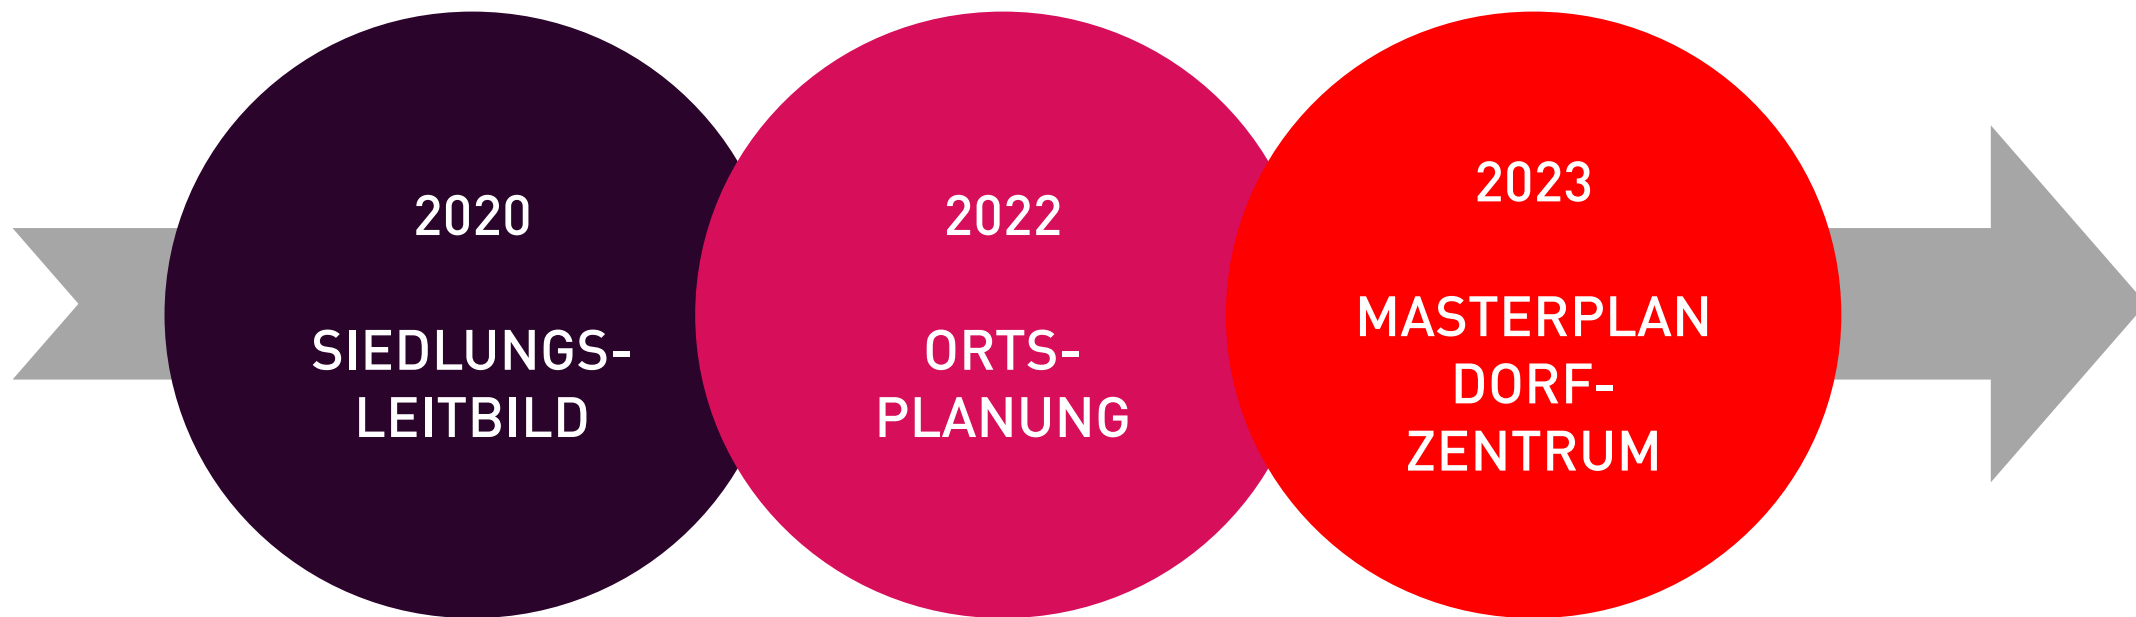 2020
SIEDLUNGS-
LEITBILD
2022
ORTS-
PLANUNG
2023
MASTERPLAN
DORF-
ZENTRUM